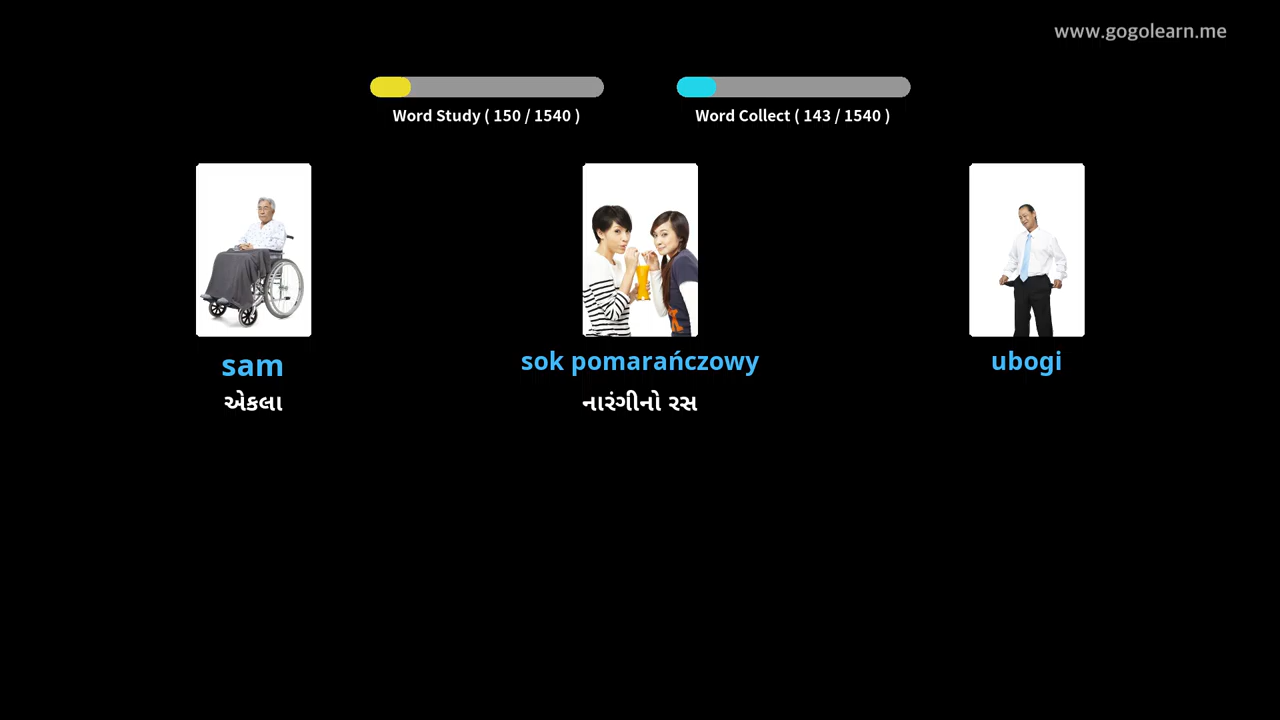 www.gogolearn.me
Word Study ( 150 / 1540 )
Word Collect ( 143 / 1540 )
sam
sok pomarańczowy
ubogi
એકલા
નારંગીનો રસ